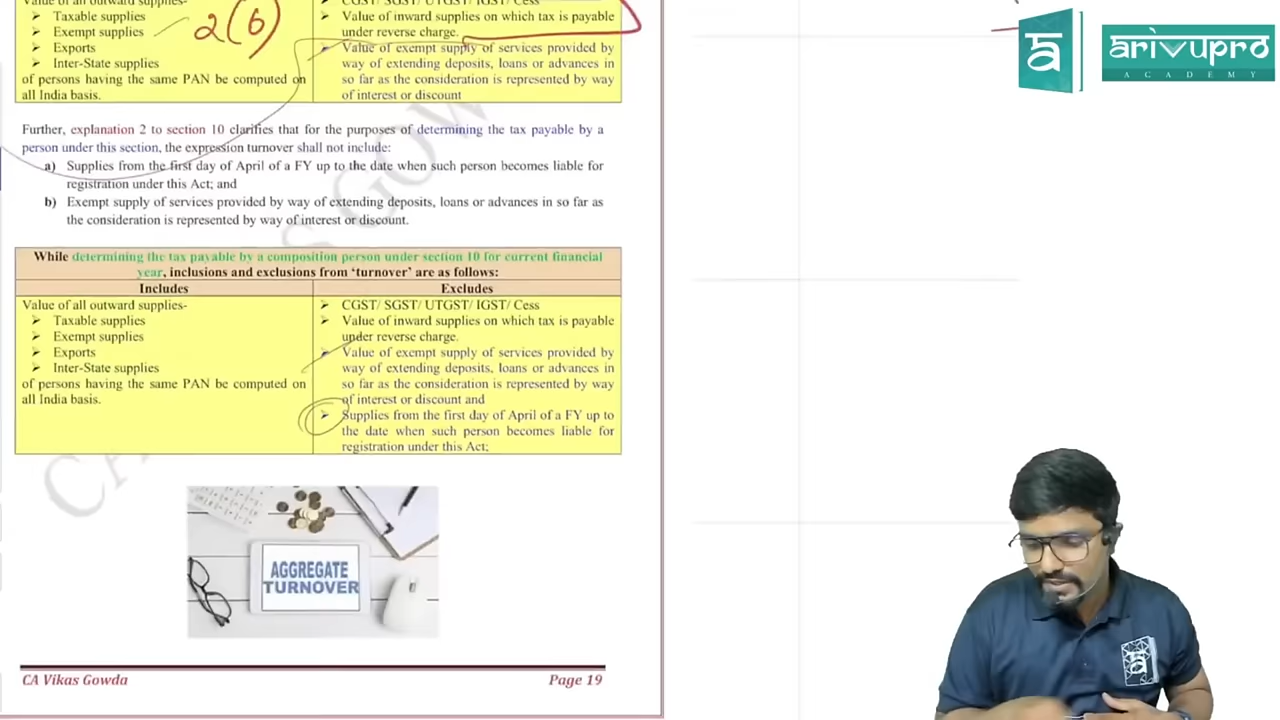 Value of all outward supplies-
Taxable supplies
Exempt supplies
Exports
Inter-State supplies
of persons having the same PAN be computed on
all India basis.
2(6)
CGST/ SGST/ UTGST/ IGST/ Cess
Value of inward supplies on which tax is payable
under reverse charge.
Value of exempt supply of services provided by
way of extending deposits, loans or advances in
so far as the consideration is represented by way
of interest or discount
Further, explanation 2 to section 10 clarifies that for the purposes of determining the tax payable by a
person under this section, the expression turnover shall not include:
a) Supplies from the first day of April of a FY up to the date when such person becomes liable for
registration under this Act; and
b) Exempt supply of services provided by way of extending deposits, loans or advances in so far as
the consideration is represented by way of interest or discount.
While determining the tax payable by a composition person under section 10 for current financial
year, inclusions and exclusions from ‘turnover’ are as follows:
Includes
Excludes
Value of all outward supplies-
Taxable supplies
Exempt supplies
Exports
Inter-State supplies
of persons having the same PAN be computed on
all India basis.
CGST/ SGST/ UTGST/ IGST/ Cess
Value of inward supplies on which tax is payable
under reverse charge.
Value of exempt supply of services provided by
way of extending deposits, loans or advances in
so far as the consideration is represented by way
of interest or discount and
Supplies from the first day of April of a FY up to
the date when such person becomes liable for
registration under this Act;
AGGREGATE
TURNOVER
CA Vikas Gowda
Page 19
arivupro
ACADEMY